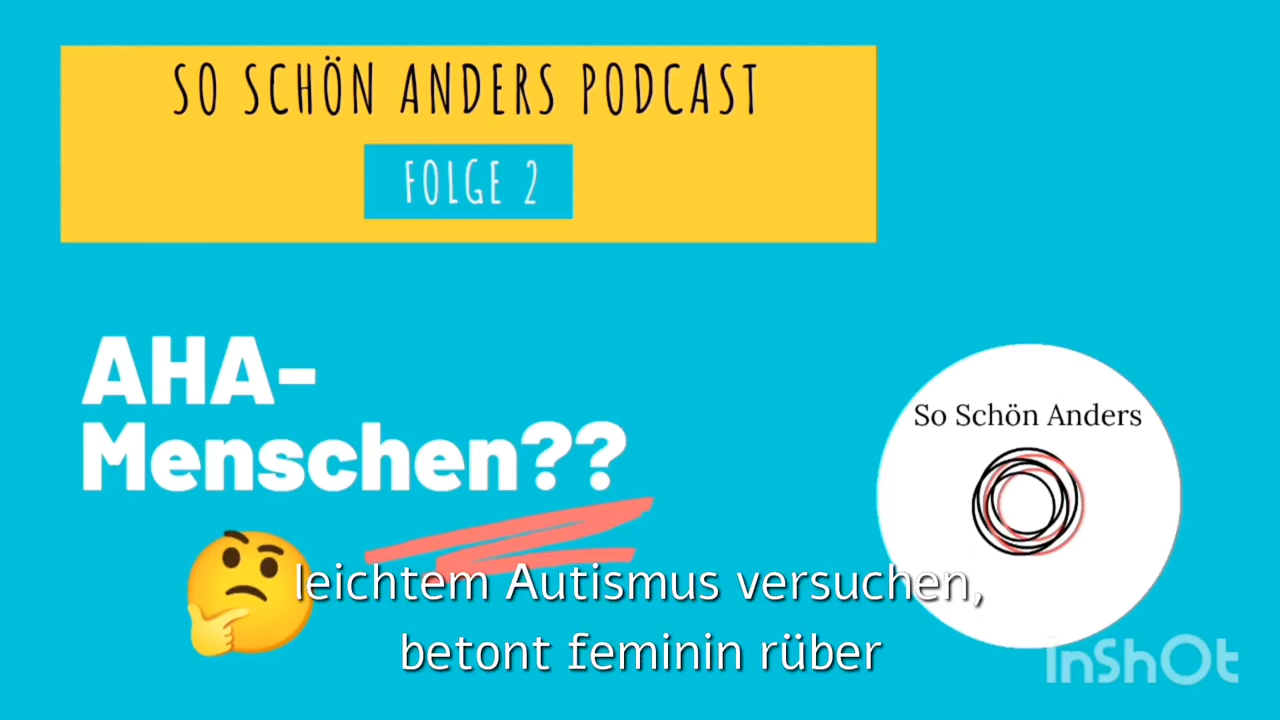 SO SCHÖN ANDERS PODCAST
FOLGE 2
AHA-
Menschen??
So Schön Anders
leichtem Autismus versuchen,
betont feminin rüber
InShOt